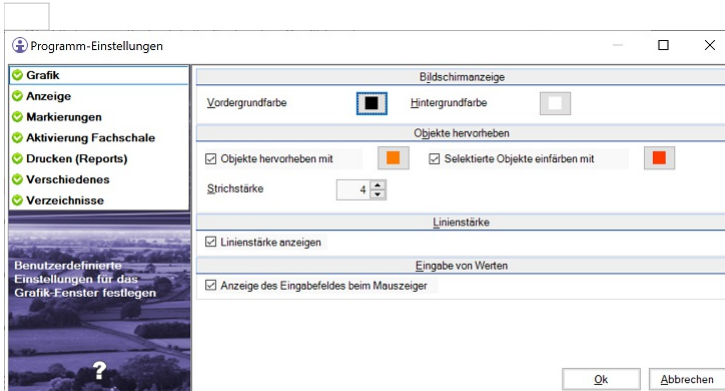 Programm-Einstellungen
Grafik
Anzeige
Markierungen
Aktivierung Fachschale
Drucken (Reports)
Verschiedenes
Verzeichnisse
Benutzerdefinierte
Einstellungen für das
Grafik-Fenster festlegen
?
Bildschirmanzeige
Vordergrundfarbe Hintergrundfarbe
Objekte hervorheben
Objekte hervorheben mit Selektierte Objekte einfärben mit
Strichstärke 4
Linienstärke
Linienstärke anzeigen
Eingabe von Werten
Anzeige des Eingabefeldes beim Mauszeiger
Ok Abbrechen